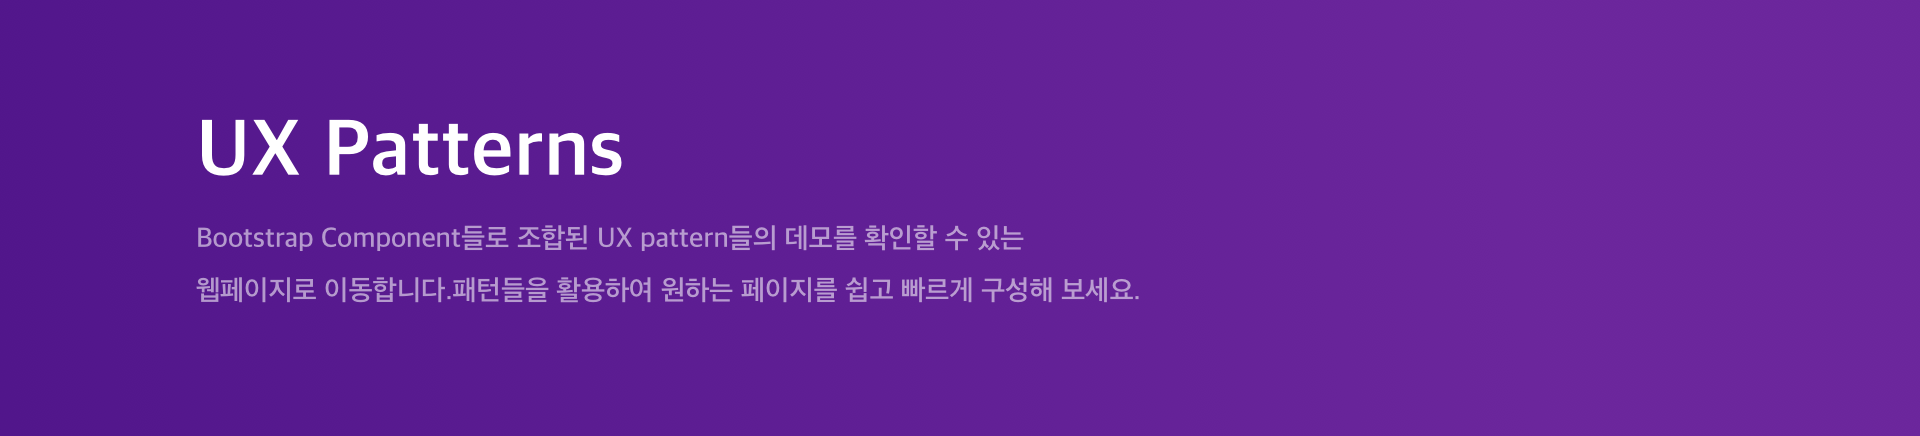 UX Patterns
Bootstrap Component들로 조합된 UX pattern들의 데모를 확인할 수 있는
웹페이지로 이동합니다.패턴들을 활용하여 원하는 페이지를 쉽고 빠르게 구성해 보세요.